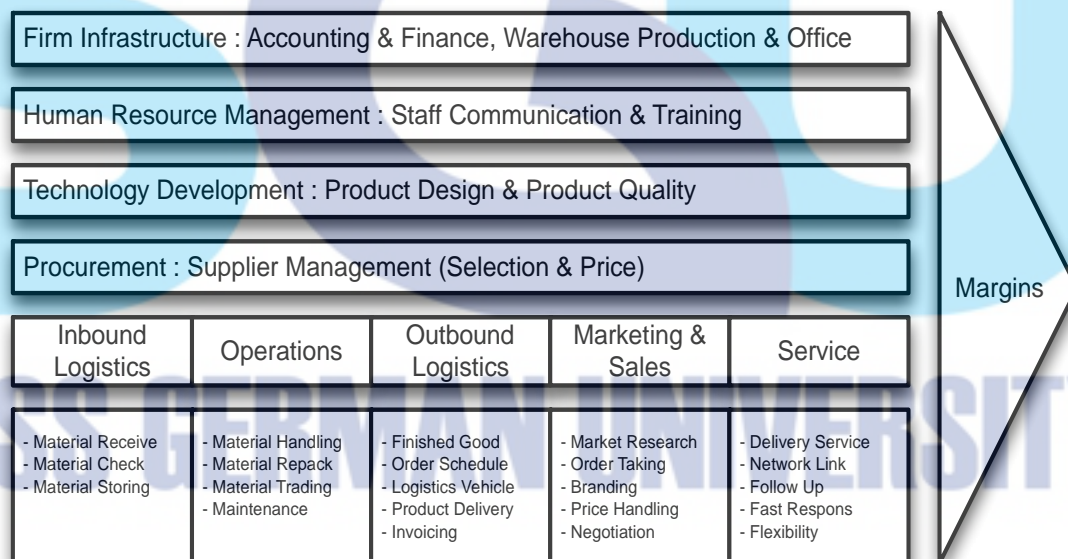 Firm Infrastructure : Accounting & Finance, Warehouse Production & Office
Human Resource Management : Staff Communication & Training
Technology Development : Product Design & Product Quality
Procurement : Supplier Management (Selection & Price)
Margins
Inbound
Logistics
Operations
Outbound
Logistics
Marketing &
Sales
Service
- Material Receive
- Material Check
- Material Storing
- Material Handling
- Material Repack
- Material Trading
- Maintenance
- Finished Good
- Order Schedule
- Logistics Vehicle
- Product Delivery
- Invoicing
- Market Research
- Order Taking
- Branding
- Price Handling
- Negotiation
- Delivery Service
- Network Link
- Follow Up
- Fast Respons
- Flexibility
GERMAN